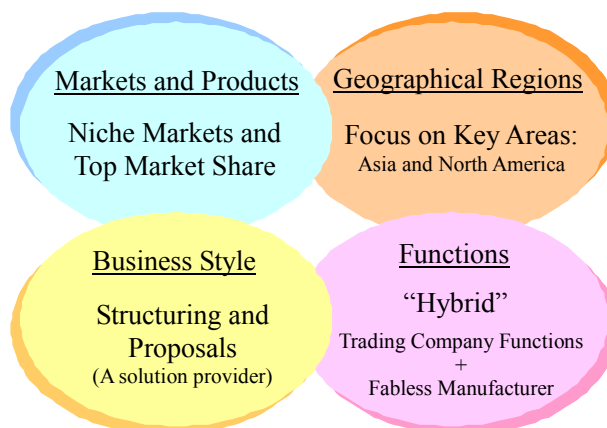 Markets and Products
Niche Markets and
Top Market Share
Geographical Regions
Focus on Key Areas:
Asia and North America
Business Style
Structuring and
Proposals
(A solution provider)
Functions
“Hybrid”
Trading Company Functions
+
Fabless Manufacturer